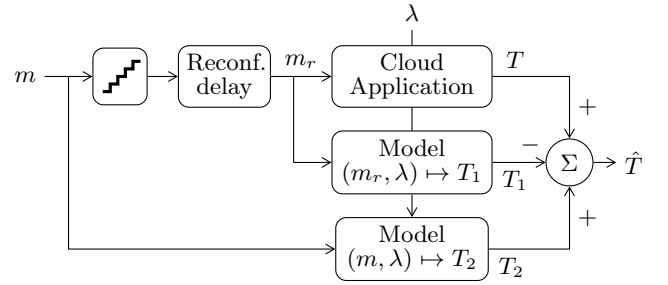 λ
m
Reconf.
delay
m_r
Cloud
Application
T
+
Model
(m_r, λ) ↦ T_1
−
T_1
Σ
T̂
+
Model
(m, λ) ↦ T_2
T_2